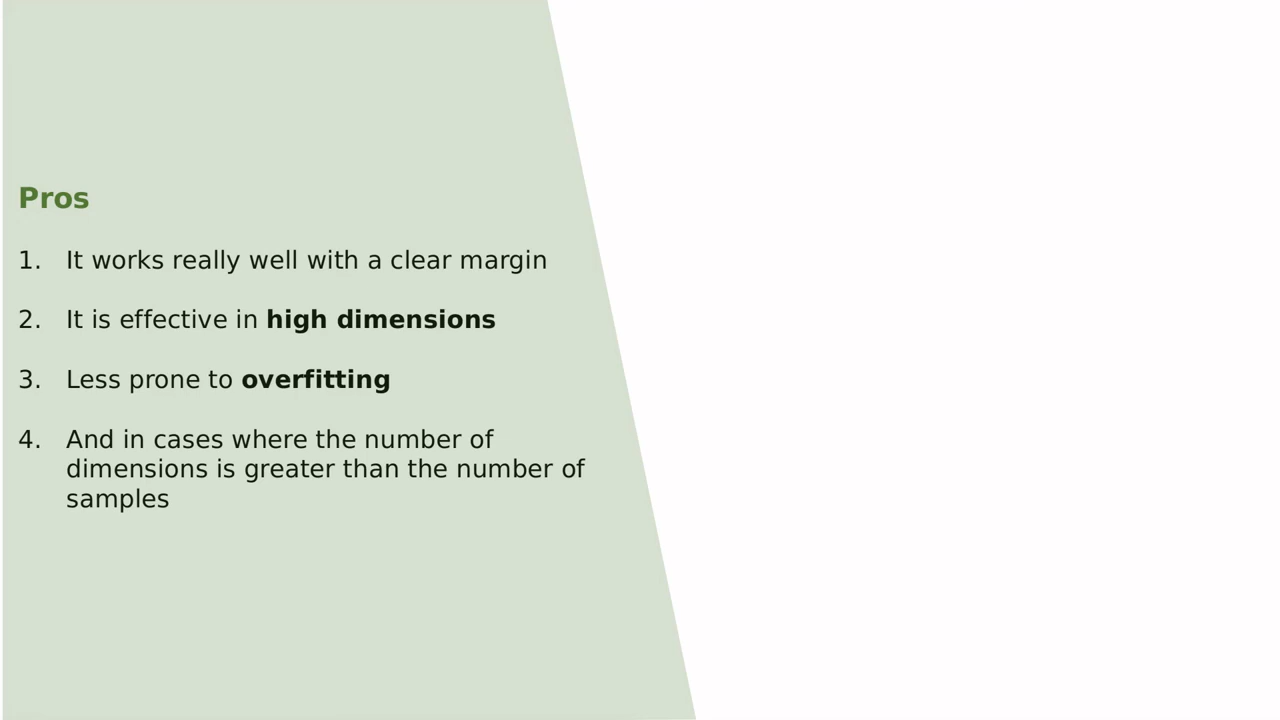 Pros
1. It works really well with a clear margin
2. It is effective in high dimensions
3. Less prone to overfitting
4. And in cases where the number of
dimensions is greater than the number of
samples